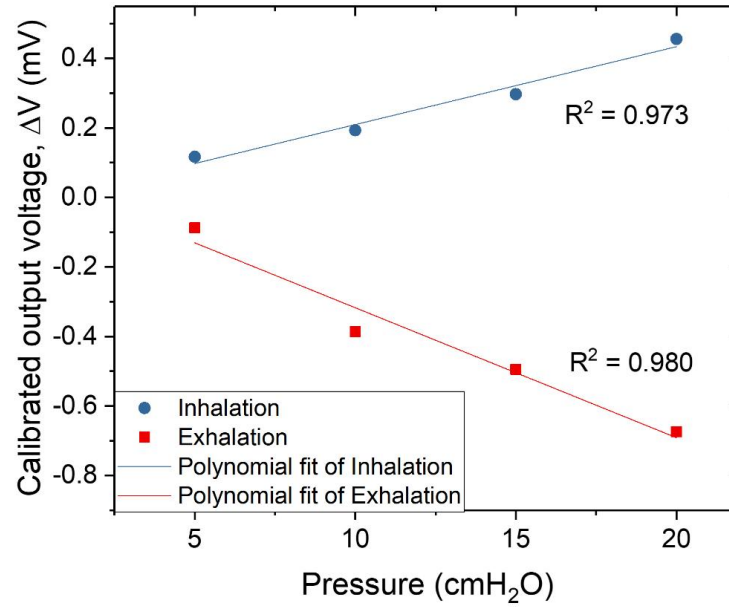 Calibrated output voltage, ΔV (mV)
0.4
0.2
0.0
-0.2
-0.4
-0.6
-0.8
R² = 0.973
R² = 0.980
Inhalation
Exhalation
Polynomial fit of Inhalation
Polynomial fit of Exhalation
5 10 15 20
Pressure (cmH₂O)